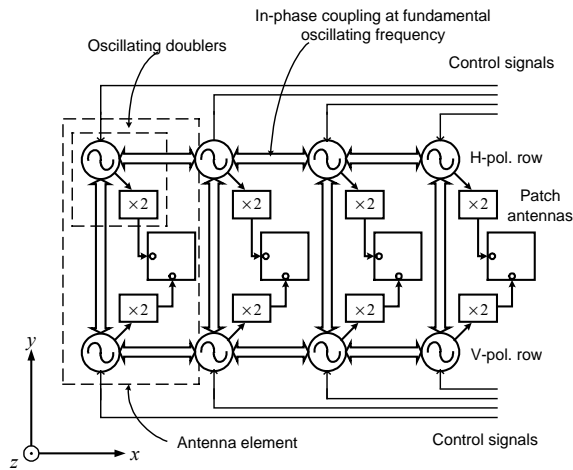 In-phase coupling at fundamental
oscillating frequency
Oscillating doublers
Control signals
H-pol. row
×2 ×2 ×2 ×2
Patch
antennas
×2 ×2 ×2 ×2
V-pol. row
y
x
z
Antenna element
Control signals